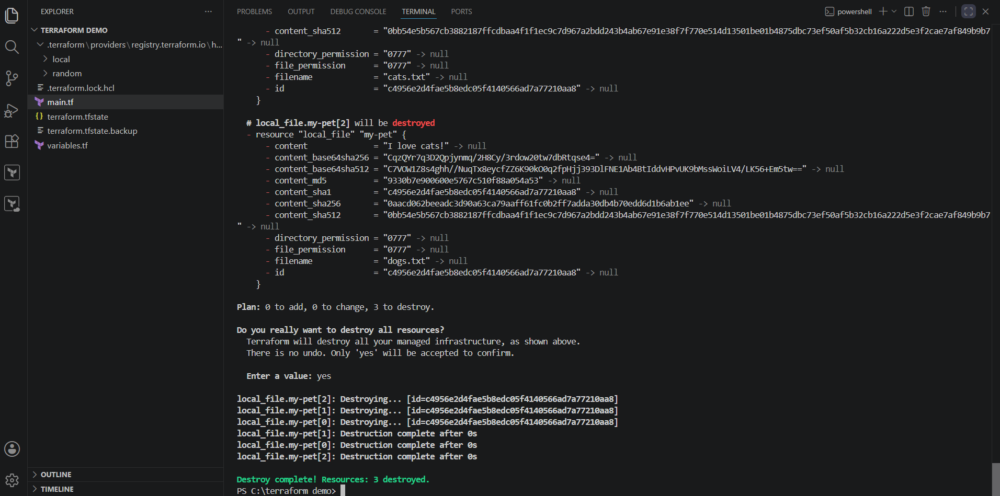 EXPLORER
PROBLEMS OUTPUT DEBUG CONSOLE TERMINAL PORTS
powershell
TERRAFORM DEMO
.terraform\providers\registry.terraform.io\h...
local
random
.terraform.lock.hcl
main.tf
terraform.tfstate
terraform.tfstate.backup
variables.tf
OUTLINE
TIMELINE
- content_sha512 = "0bb54e5b567cb3882187ffcdbaa4f1f1ec9c7d967a2bdd243b4ab67e91e38f7f770e514d13501be01b4875dbc73ef50af5b32cb16a222d5e3f2cae7af849b9b7
" -> null
- directory_permission = "0777" -> null
- file_permission = "0777" -> null
- filename = "cats.txt" -> null
- id = "c4956e2d4fae5b8edc05f4140566ad7a77210aa8" -> null
}
# local_file.my-pet[2] will be destroyed
- resource "local_file" "my-pet" {
- content = "I love cats!" -> null
- content_base64sha256 = "CqzQYr7q3D2Qpjynmq/2H8Cy/3rdow20tw7dbRtqse4=" -> null
- content_base64sha512 = "C7VOW1Z8s4ghh//NuqTx8eycfZZ6K90kO0q2fpHjj393DlFNE1Ab4BtIddvHPvUK9bMssWoiLV4/LK56+Em5tw==" -> null
- content_md5 = "9330b7e900600e5767c510f88a054a53" -> null
- content_sha1 = "c4956e2d4fae5b8edc05f4140566ad7a77210aa8" -> null
- content_sha256 = "0aacd062beeadc3d90a63ca79aaff61fc0b2ff7adda30db4b70edd6d1b6ab1ee" -> null
- content_sha512 = "0bb54e5b567cb3882187ffcdbaa4f1f1ec9c7d967a2bdd243b4ab67e91e38f7f770e514d13501be01b4875dbc73ef50af5b32cb16a222d5e3f2cae7af849b9b7
" -> null
- directory_permission = "0777" -> null
- file_permission = "0777" -> null
- filename = "dogs.txt" -> null
- id = "c4956e2d4fae5b8edc05f4140566ad7a77210aa8" -> null
}
Plan: 0 to add, 0 to change, 3 to destroy.
Do you really want to destroy all resources?
Terraform will destroy all your managed infrastructure, as shown above.
There is no undo. Only 'yes' will be accepted to confirm.
Enter a value: yes
local_file.my-pet[2]: Destroying... [id=c4956e2d4fae5b8edc05f4140566ad7a77210aa8]
local_file.my-pet[1]: Destroying... [id=c4956e2d4fae5b8edc05f4140566ad7a77210aa8]
local_file.my-pet[0]: Destroying... [id=c4956e2d4fae5b8edc05f4140566ad7a77210aa8]
local_file.my-pet[1]: Destruction complete after 0s
local_file.my-pet[0]: Destruction complete after 0s
local_file.my-pet[2]: Destruction complete after 0s
Destroy complete! Resources: 3 destroyed.
PS C:\terraform demo>